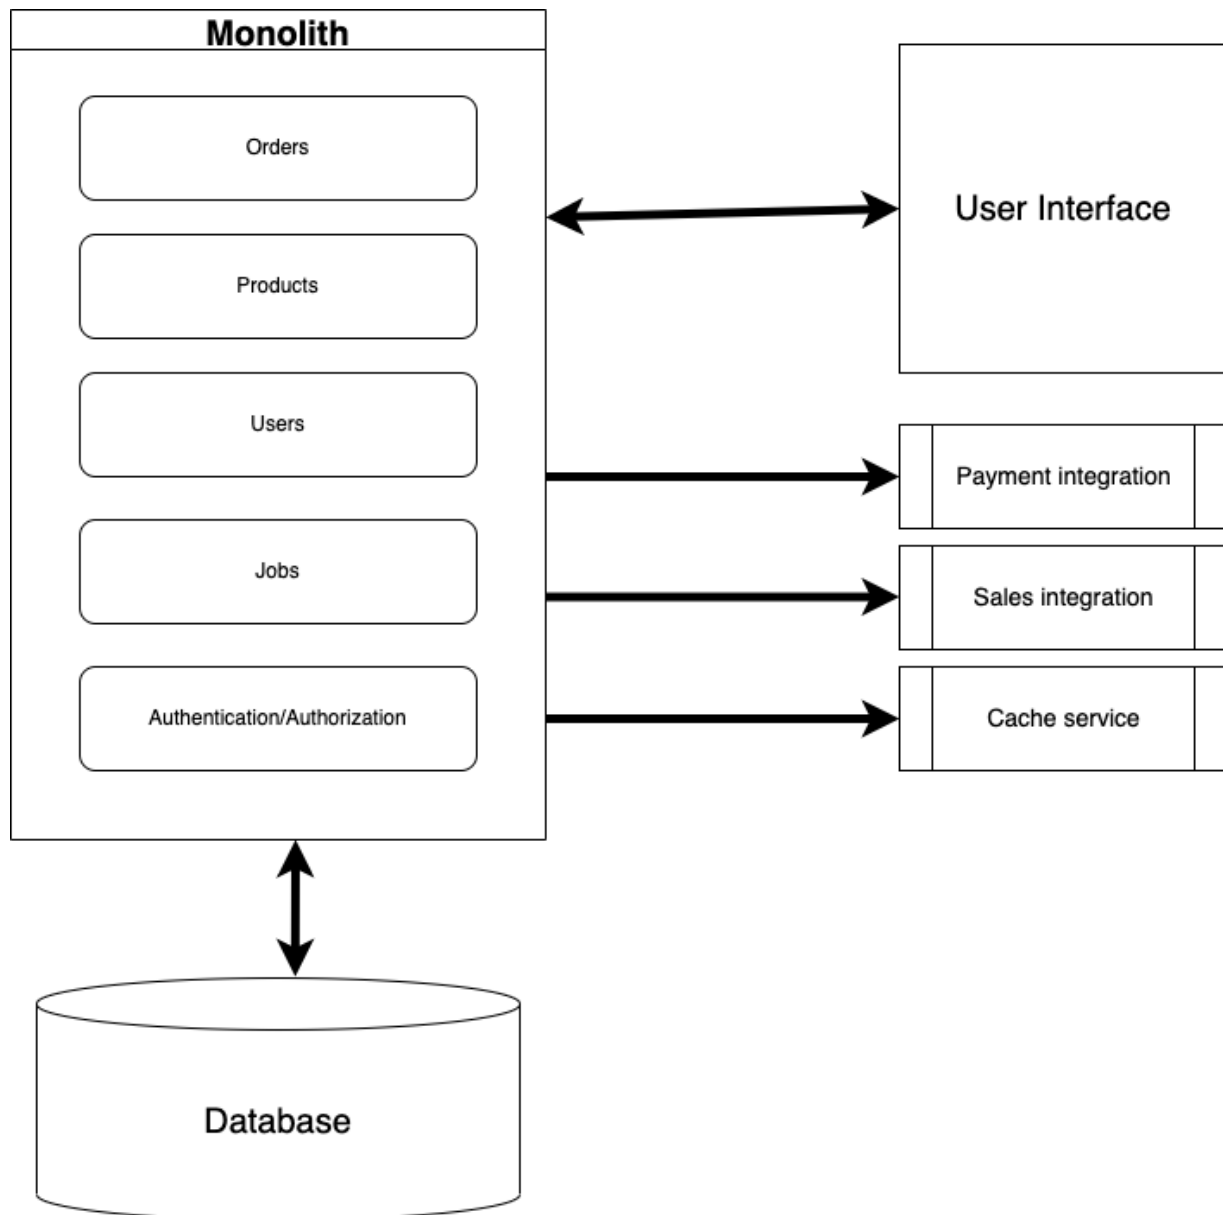 Monolith
Orders
Products
Users
Jobs
Authentication/Authorization
User Interface
Payment integration
Sales integration
Cache service
Database